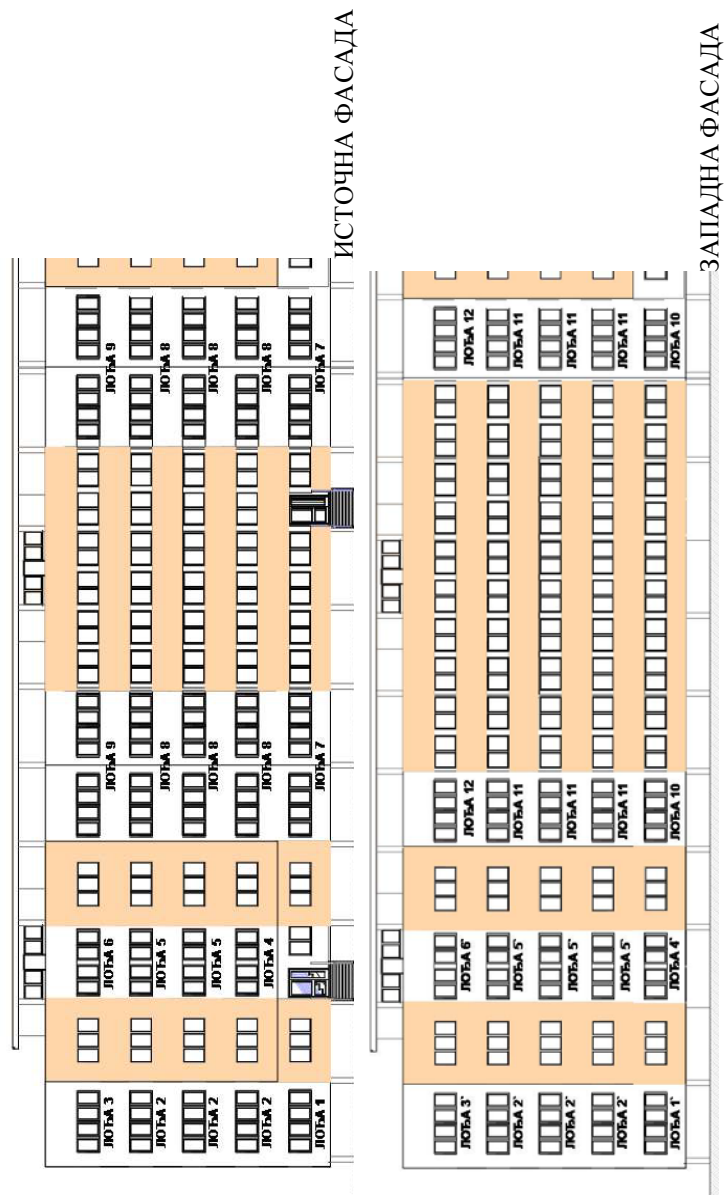 ЛОЂА 3 ЛОЂА 6 ЛОЂА 9 ЛОЂА 9
ЛОЂА 2 ЛОЂА 5 ЛОЂА 8 ЛОЂА 8
ЛОЂА 2 ЛОЂА 5 ЛОЂА 8 ЛОЂА 8
ЛОЂА 2 ЛОЂА 4 ЛОЂА 8 ЛОЂА 8
ЛОЂА 1 ЛОЂА 7 ЛОЂА 7
ИСТОЧНА ФАСАДА
ЛОЂА 3` ЛОЂА 6` ЛОЂА 12 ЛОЂА 12
ЛОЂА 2` ЛОЂА 5` ЛОЂА 11 ЛОЂА 11
ЛОЂА 2` ЛОЂА 5` ЛОЂА 11 ЛОЂА 11
ЛОЂА 2` ЛОЂА 5` ЛОЂА 11 ЛОЂА 11
ЛОЂА 1` ЛОЂА 4` ЛОЂА 10 ЛОЂА 10
ЗАПАДНА ФАСАДА